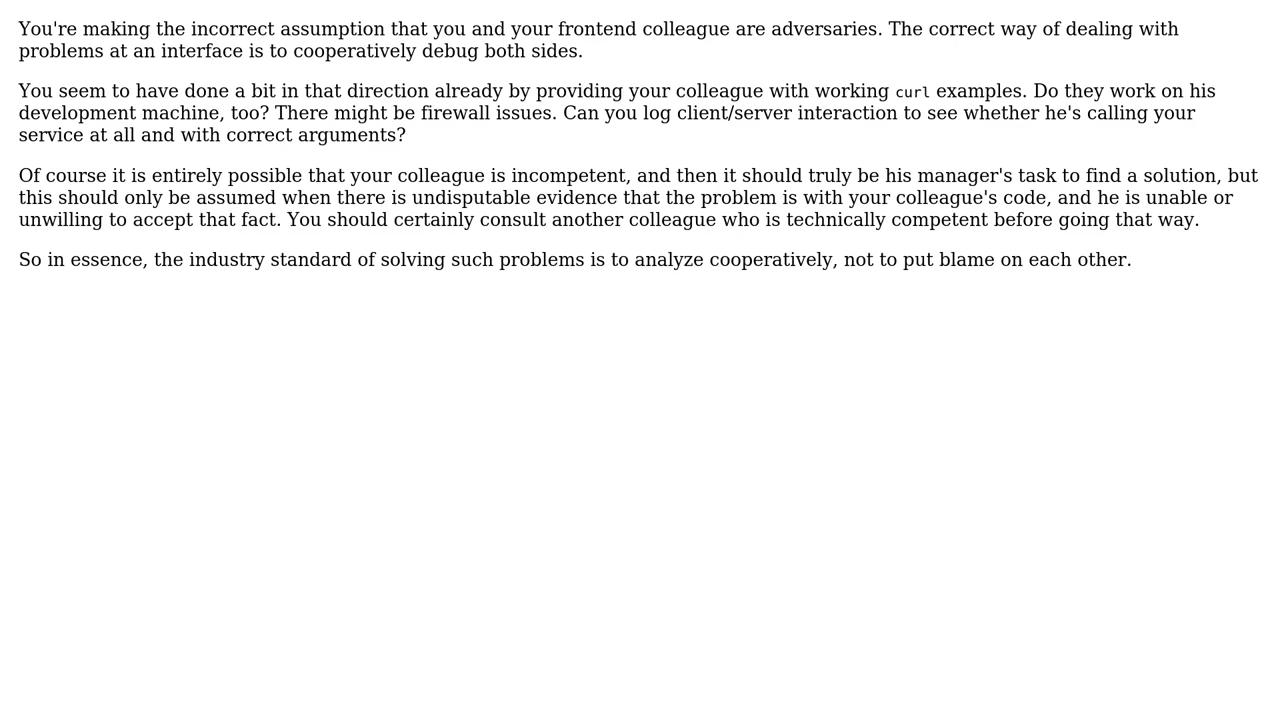 You're making the incorrect assumption that you and your frontend colleague are adversaries. The correct way of dealing with
problems at an interface is to cooperatively debug both sides.
You seem to have done a bit in that direction already by providing your colleague with working curl examples. Do they work on his
development machine, too? There might be firewall issues. Can you log client/server interaction to see whether he's calling your
service at all and with correct arguments?
Of course it is entirely possible that your colleague is incompetent, and then it should truly be his manager's task to find a solution, but
this should only be assumed when there is undisputable evidence that the problem is with your colleague's code, and he is unable or
unwilling to accept that fact. You should certainly consult another colleague who is technically competent before going that way.
So in essence, the industry standard of solving such problems is to analyze cooperatively, not to put blame on each other.